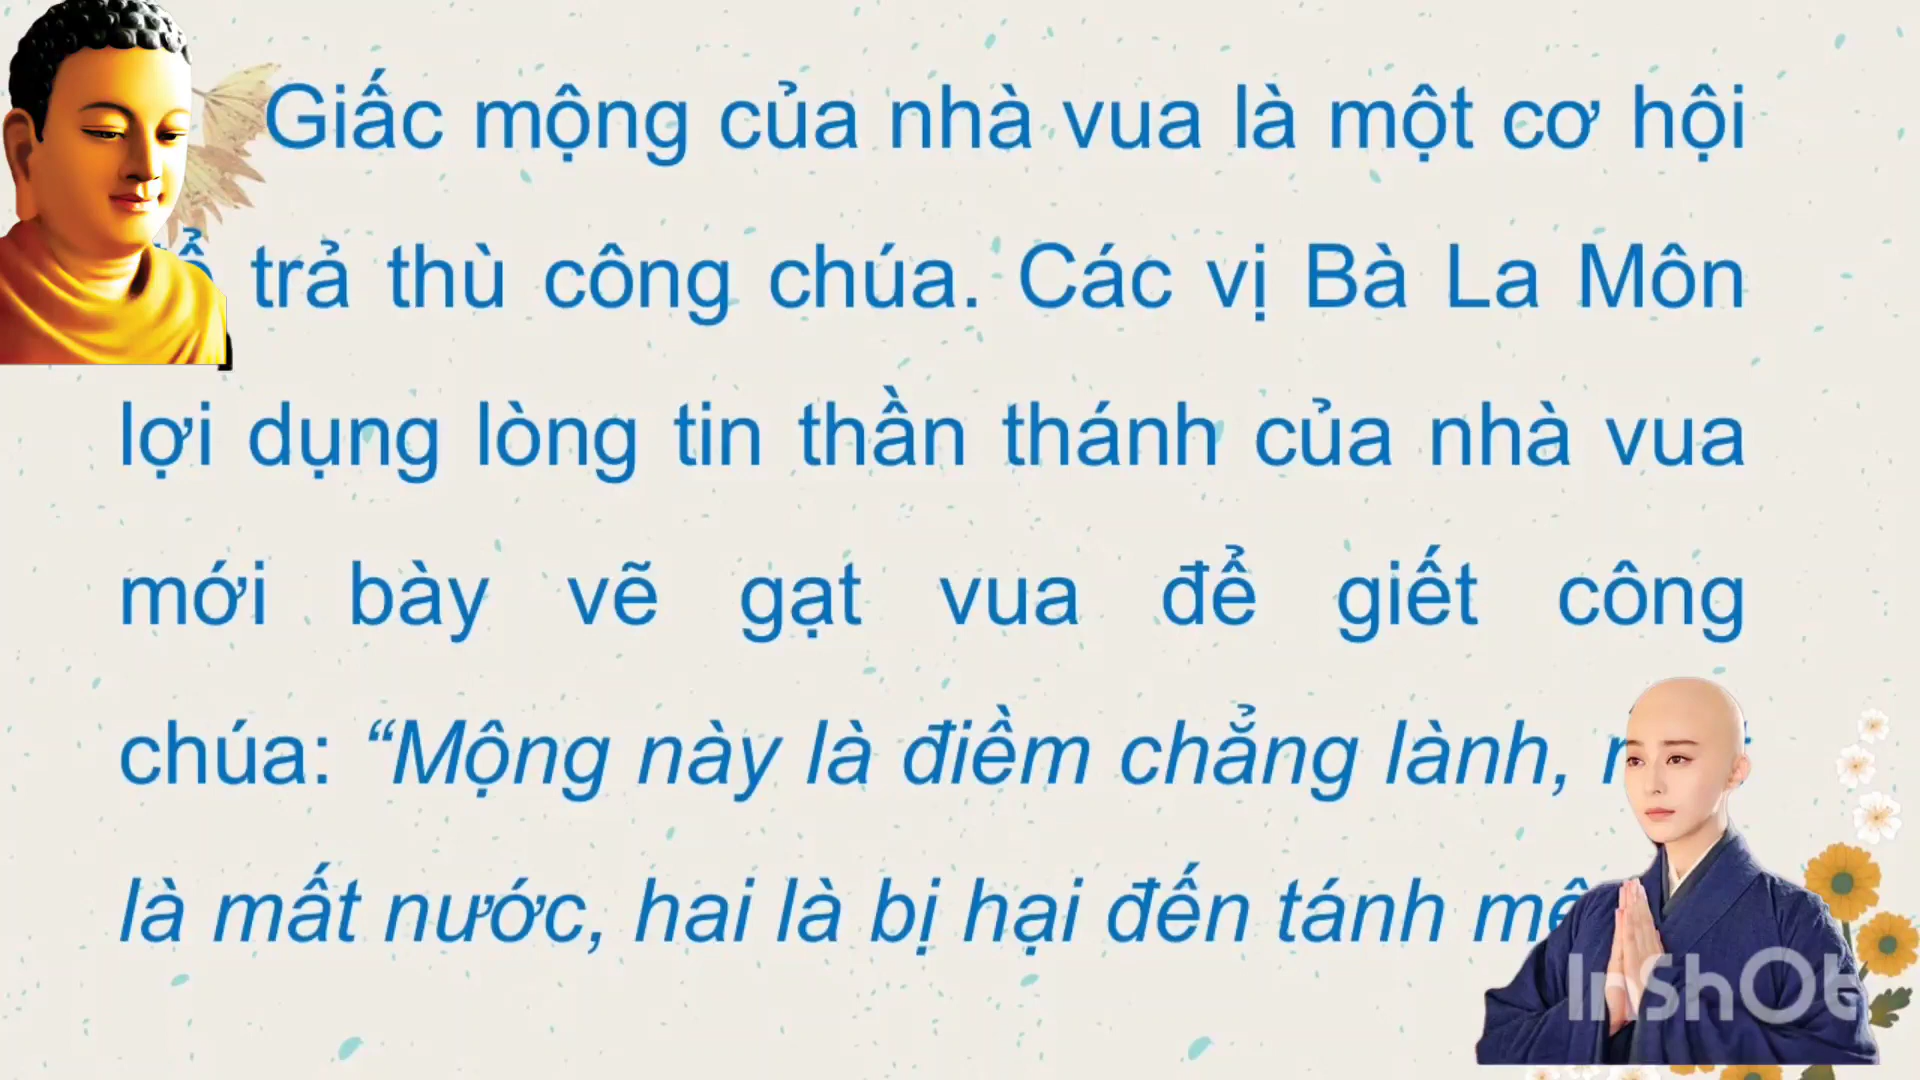 Giấc mộng của nhà vua là một cơ hội
trả thù công chúa. Các vị Bà La Môn
lợi dụng lòng tin thần thánh của nhà vua
mới bày vẽ gạt vua để giết công
chúa: “Mộng này là điềm chẳng lành,
là mất nước, hai là bị hại đến tánh
InShOt